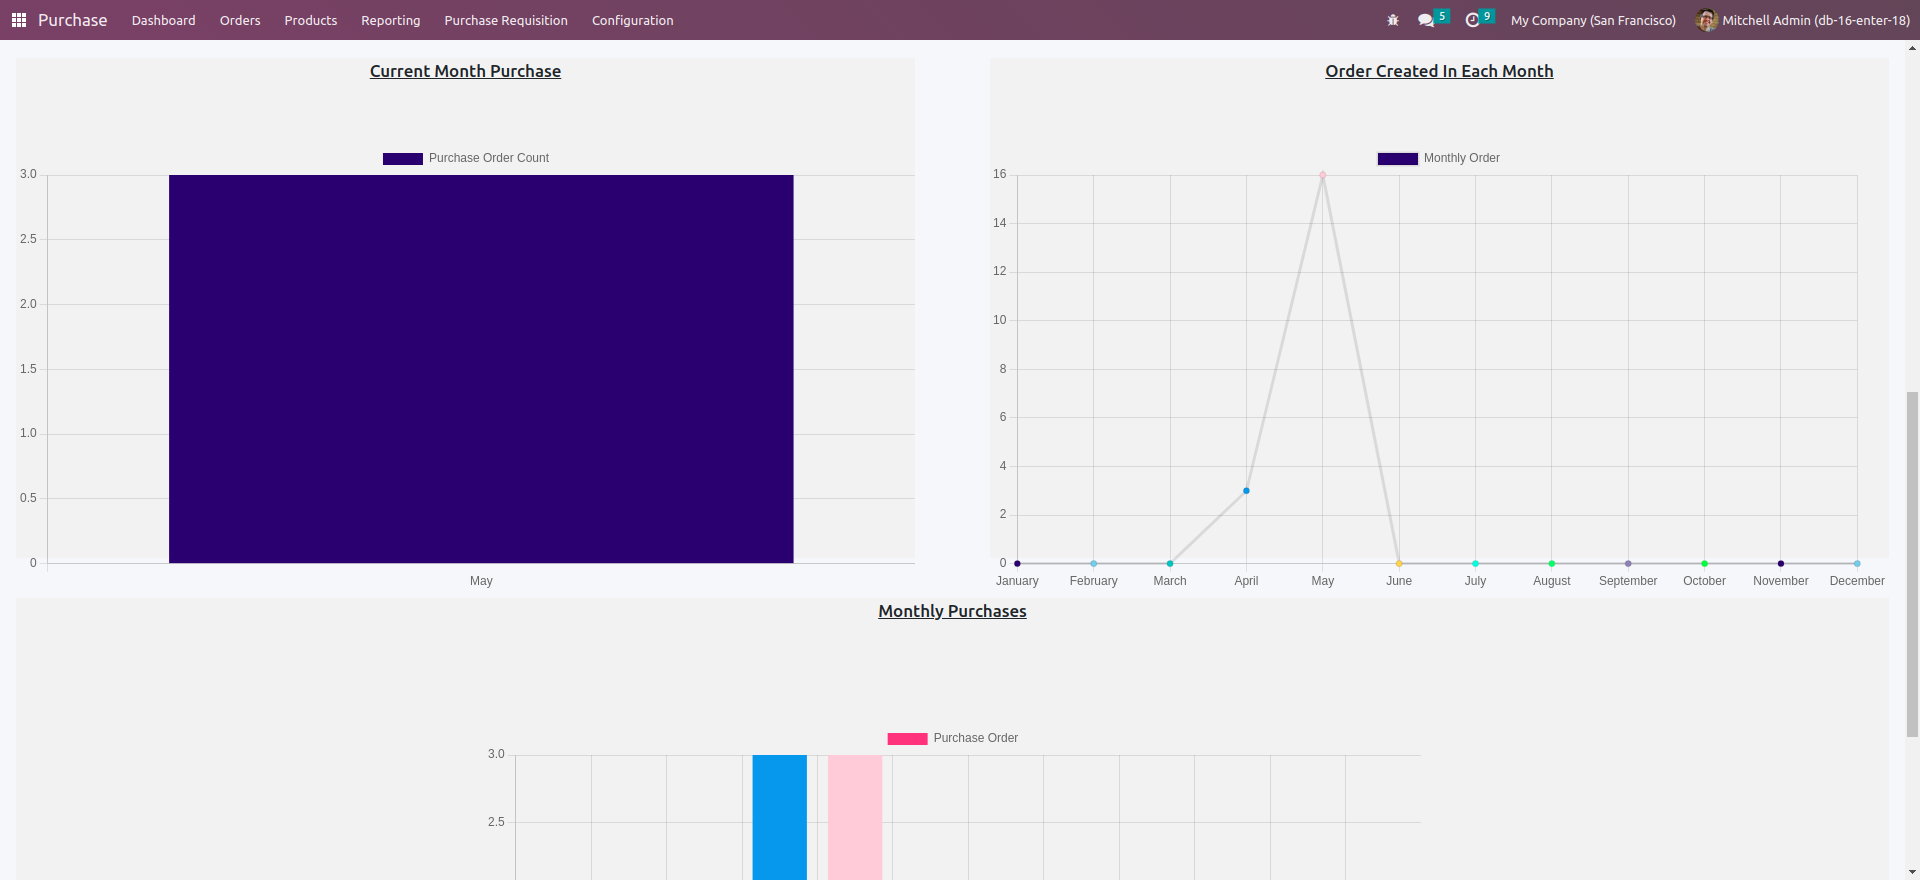 Purchase Dashboard Orders Products Reporting Purchase Requisition Configuration 5 9 My Company (San Francisco) Mitchell Admin (db-16-enter-18)
Current Month Purchase
Purchase Order Count
3.0
2.5
2.0
1.5
1.0
0.5
0
May
Order Created In Each Month
Monthly Order
16
14
12
10
8
6
4
2
0
January February March April May June July August September October November December
Monthly Purchases
Purchase Order
3.0
2.5